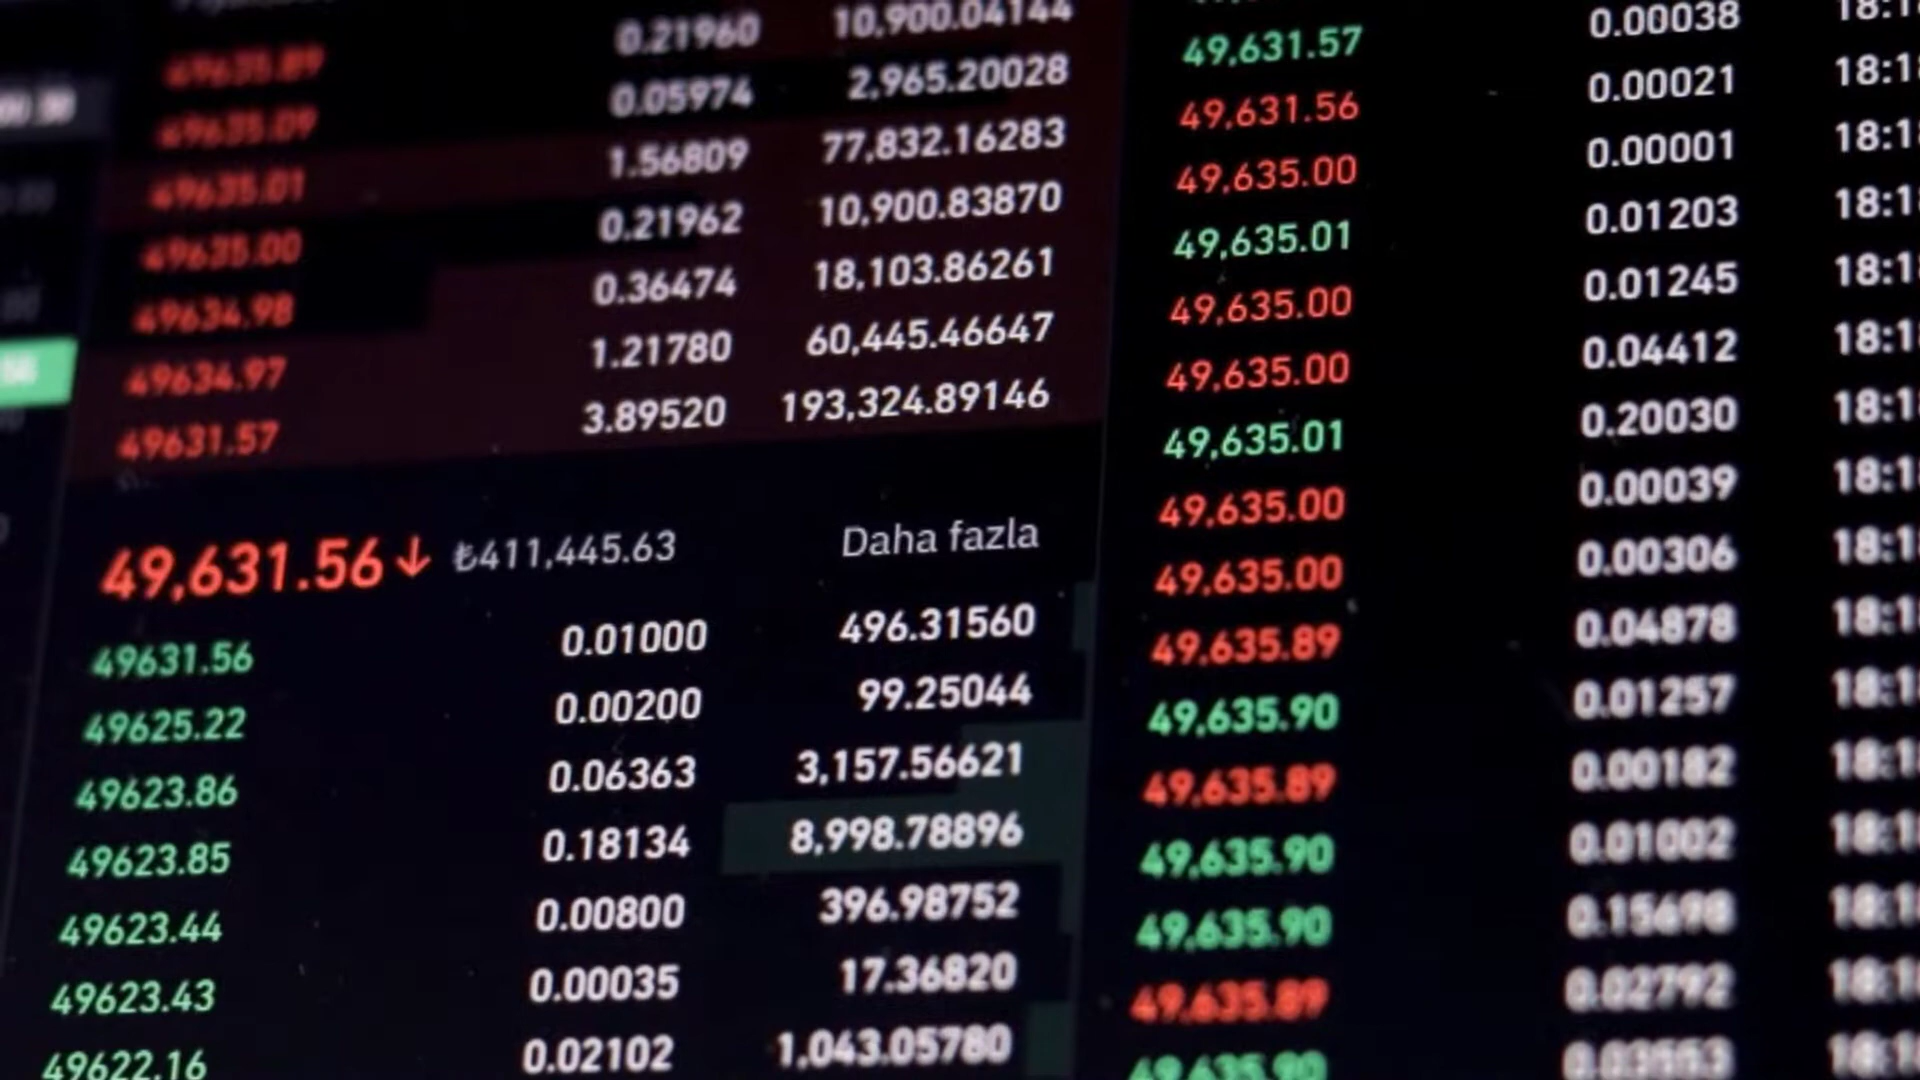 49635.89 0.21960 10,900.04144
49635.09 0.05974 2,965.20028
49635.01 1.56809 77,832.16283
49635.00 0.21962 10,900.83870
49634.98 0.36474 18,103.86261
49634.97 1.21780 60,445.46647
49631.57 3.89520 193,324.89146
49,631.56↓ ₺411,445.63 Daha fazla
49631.56 0.01000 496.31560
49625.22 0.00200 99.25044
49623.86 0.06363 3,157.56621
49623.85 0.18134 8,998.78896
49623.44 0.00800 396.98752
49623.43 0.00035 17.36820
49622.16 0.02102 1,043.05780
49,631.57 0.00038 18:1
49,631.56 0.00021 18:1
49,635.00 0.00001 18:1
49,635.01 0.01203 18:1
49,635.00 0.01245 18:1
49,635.00 0.04412 18:1
49,635.01 0.20030 18:1
49,635.00 0.00039 18:1
49,635.00 0.00306 18:1
49,635.89 0.04878 18:1
49,635.90 0.01257 18:1
49,635.89 0.00182 18:1
49,635.90 0.01002 18:1
49,635.90 0.15698 18:1
49,635.89 0.02792 18:1
49,635.90 0.03553 18:1